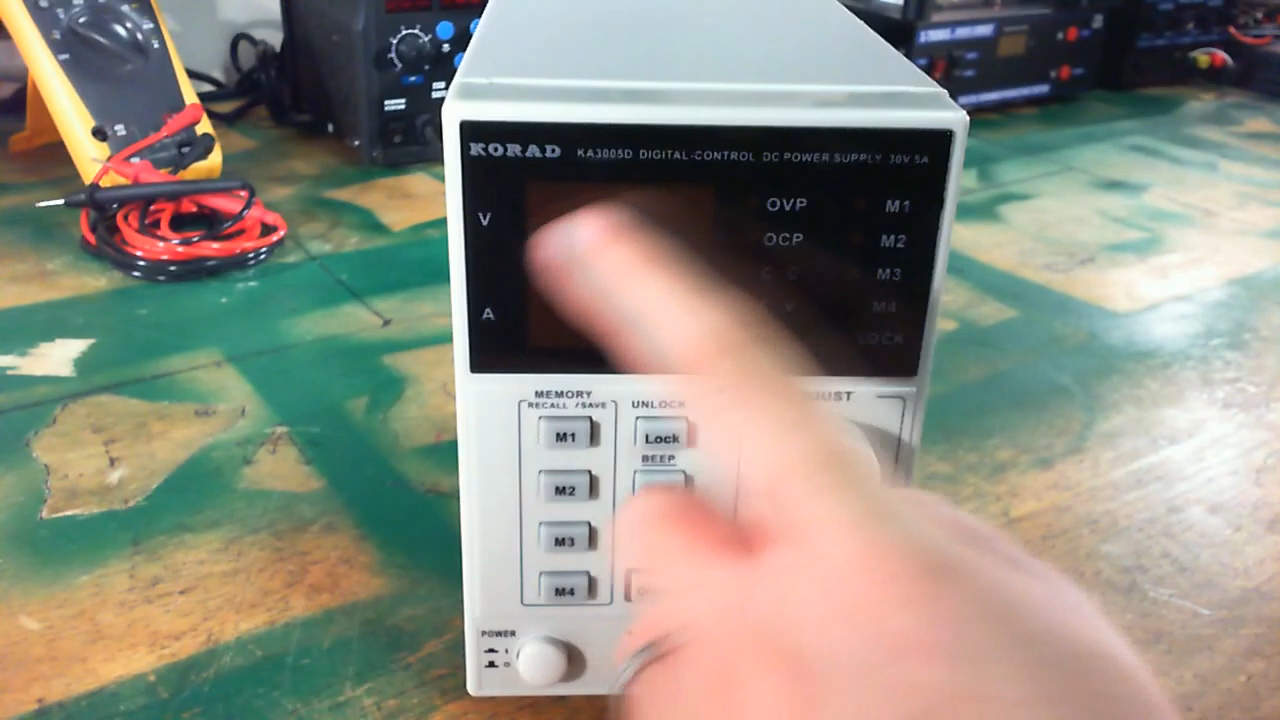 KORAD KA3005D DIGITAL-CONTROL DC POWER SUPPLY 30V 5A
V
OVP M1
OCP M2
M3
A
M4
LOCK
MEMORY
RECALL / SAVE
UNLOCK
M1
Lock
BEEP
M2
M3
M4
POWER
I
O